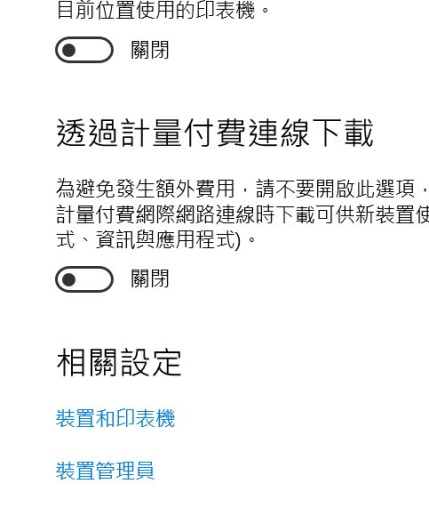 目前位置使用的印表機。
關閉
透過計量付費連線下載
為避免發生額外費用，請不要開啟此選項，
計量付費網際網路連線時下載可供新裝置使
式、資訊與應用程式)。
關閉
相關設定
裝置和印表機
裝置管理員